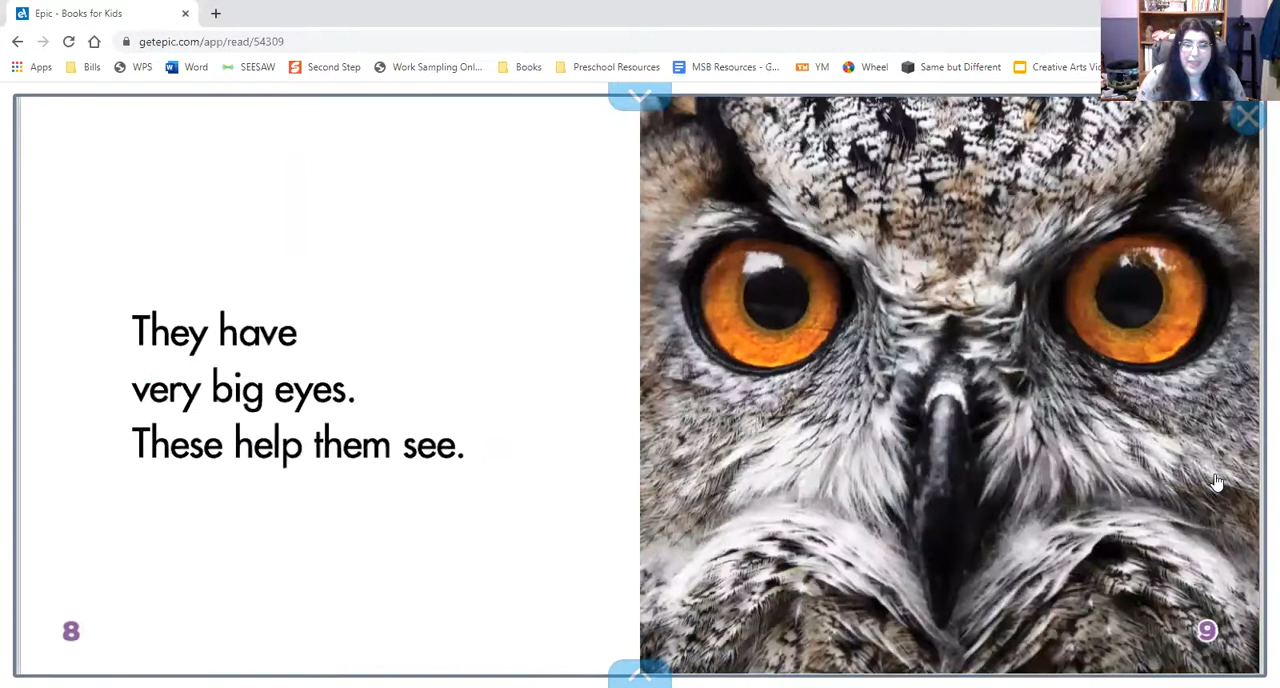 Epic - Books for Kids
getepic.com/app/read/54309
Apps Bills WPS Word SEESAW Second Step Work Sampling Onl... Books Preschool Resources MSB Resources - G... YM Wheel Same but Different Creative Arts Vi
They have
very big eyes.
These help them see.
8
9